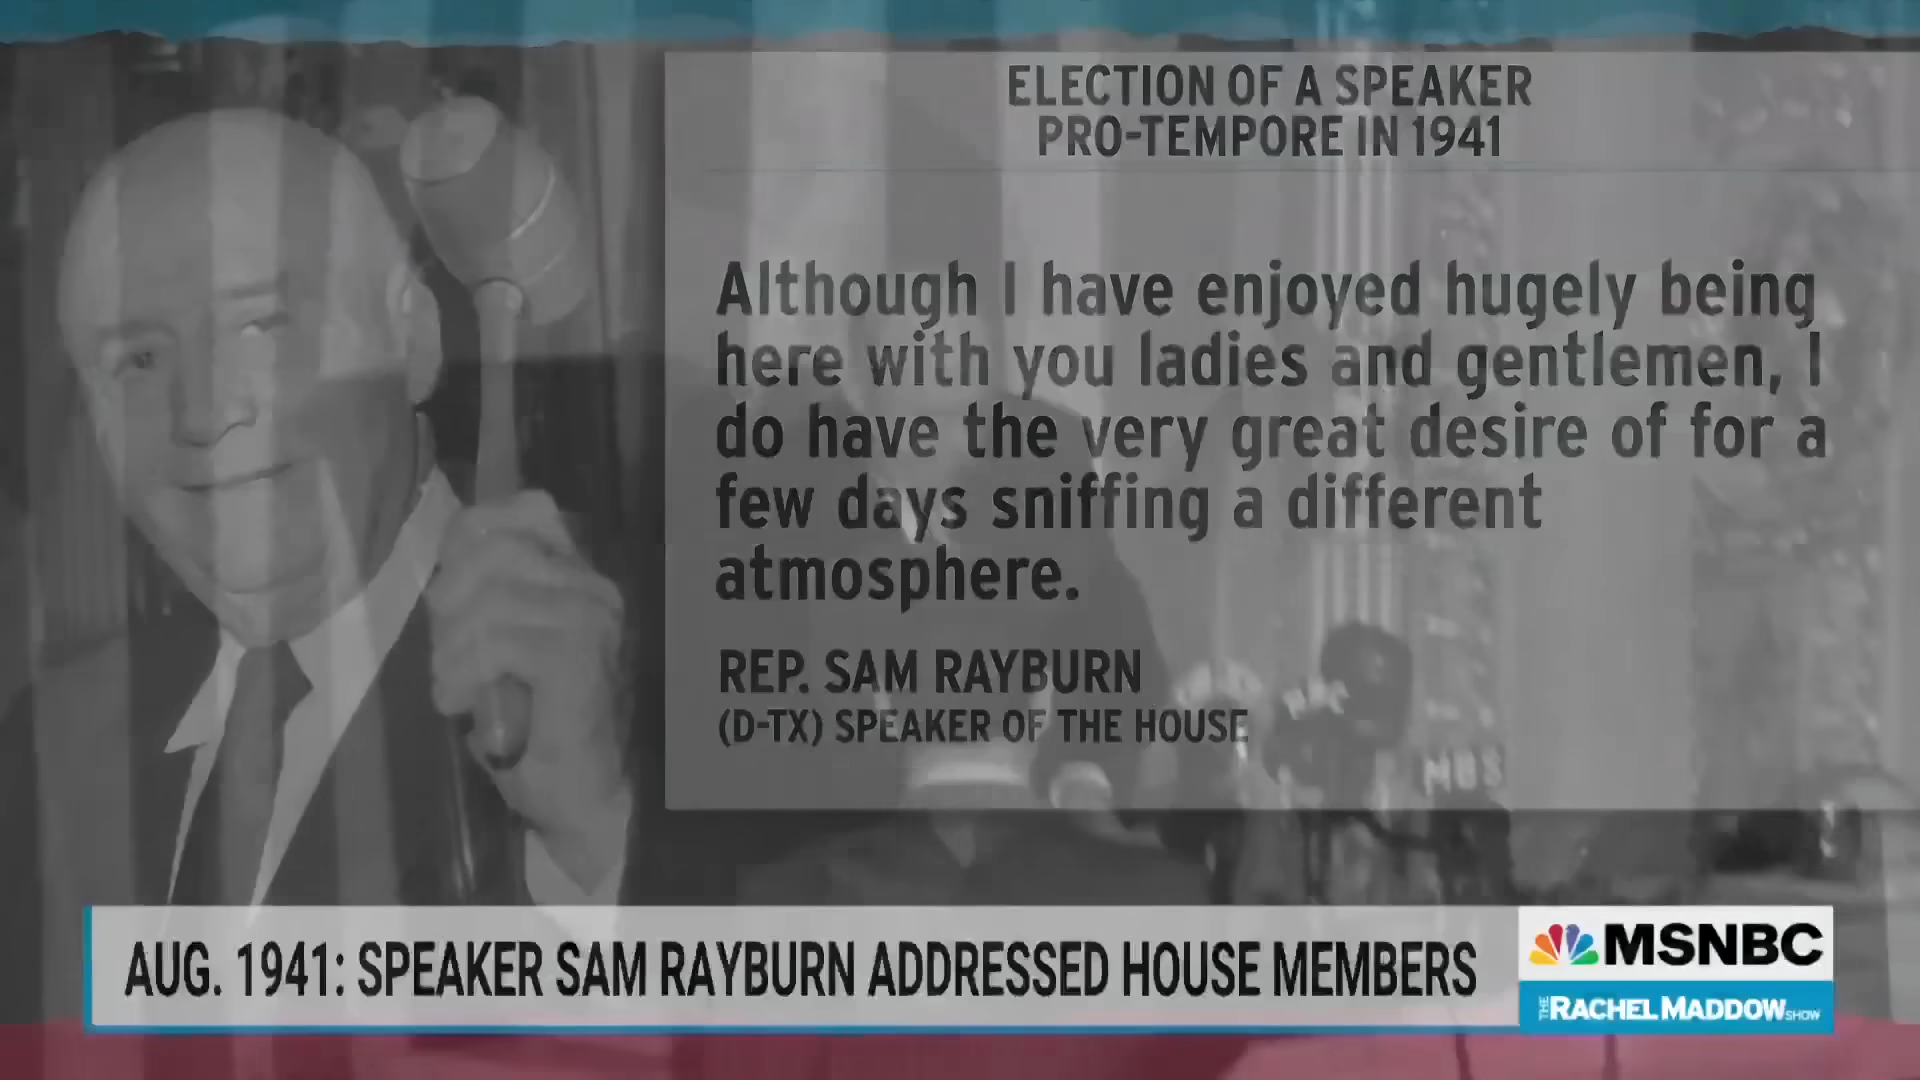 ELECTION OF A SPEAKER
PRO-TEMPORE IN 1941
Although I have enjoyed hugely being
here with you ladies and gentlemen, I
do have the very great desire of for a
few days sniffing a different
atmosphere.
REP. SAM RAYBURN
(D-TX) SPEAKER OF THE HOUSE
NBC
MBS
AUG. 1941: SPEAKER SAM RAYBURN ADDRESSED HOUSE MEMBERS
MSNBC
THE RACHEL MADDOW SHOW